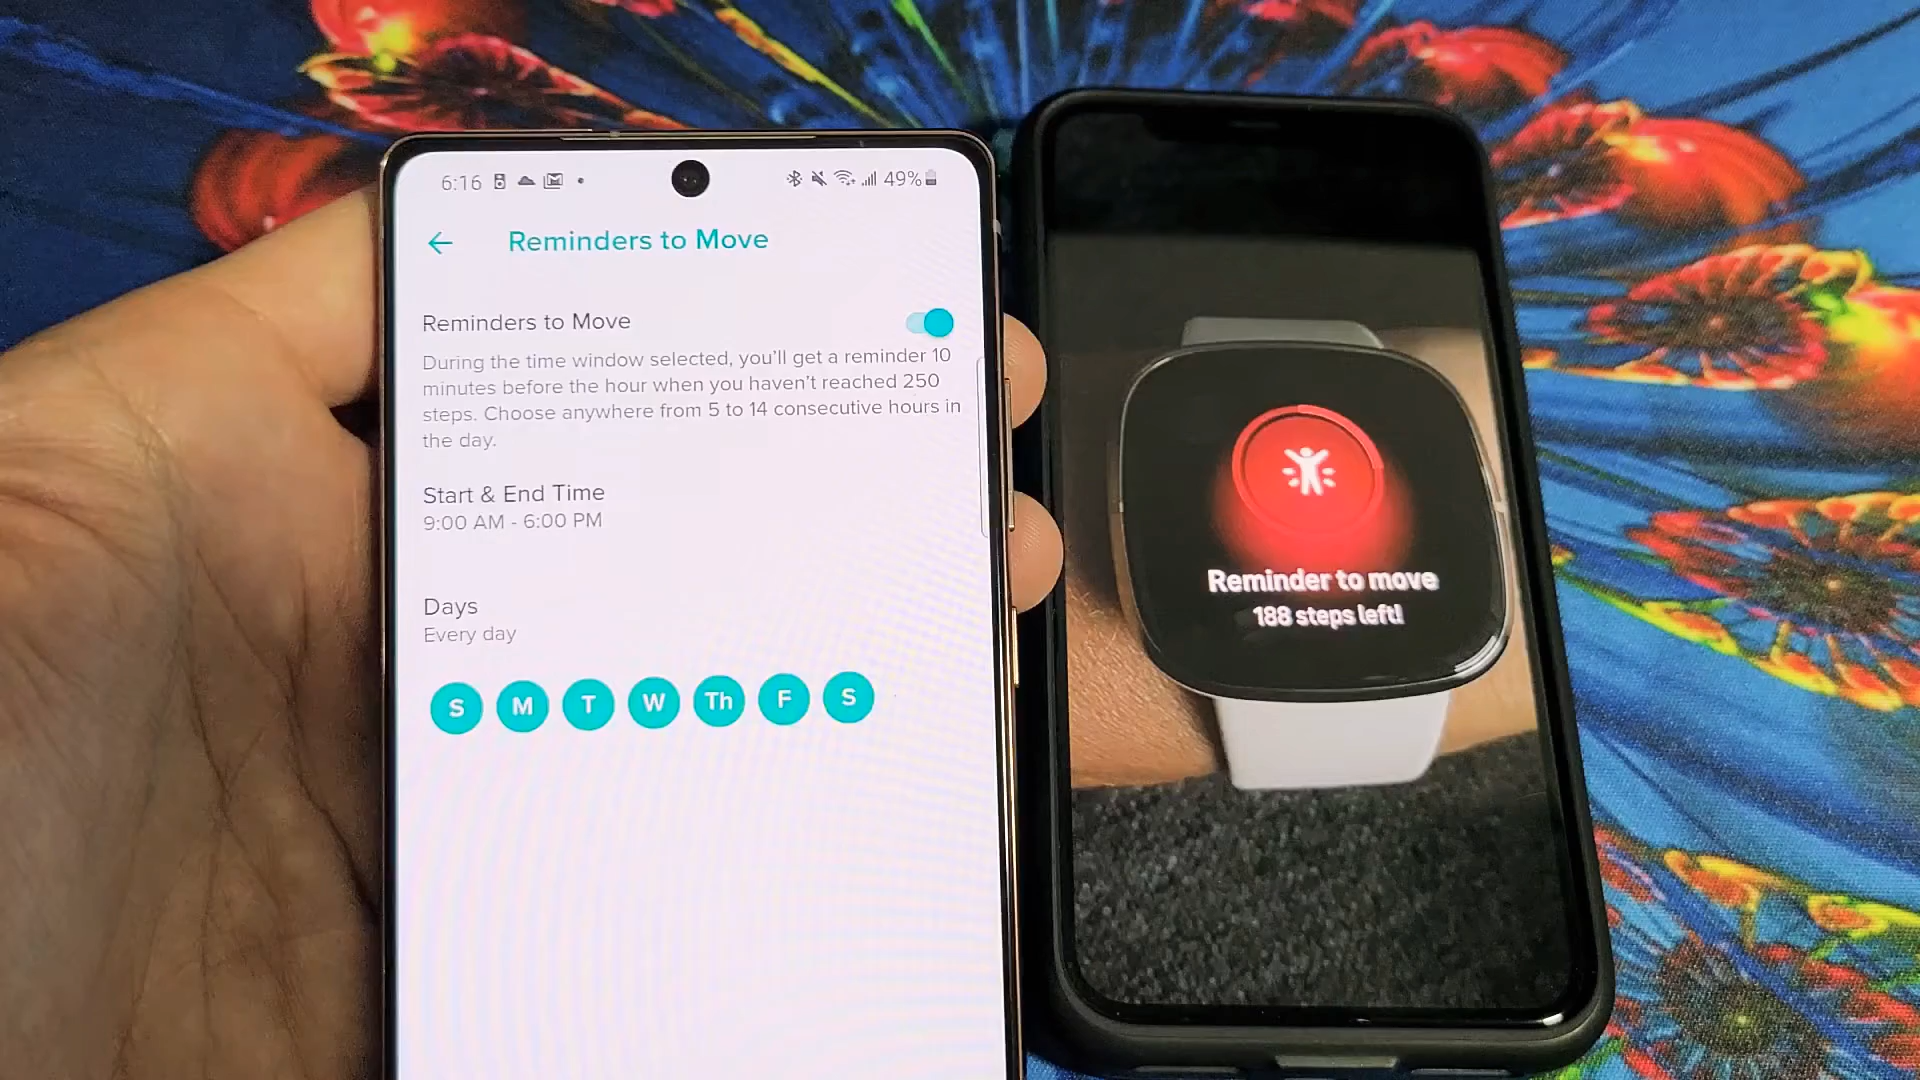 6:16
49%
Reminders to Move
Reminders to Move
During the time window selected, you'll get a reminder 10
minutes before the hour when you haven't reached 250
steps. Choose anywhere from 5 to 14 consecutive hours in
the day.
Start & End Time
9:00 AM - 6:00 PM
Days
Every day
S M T W Th F S
Reminder to move
188 steps left!